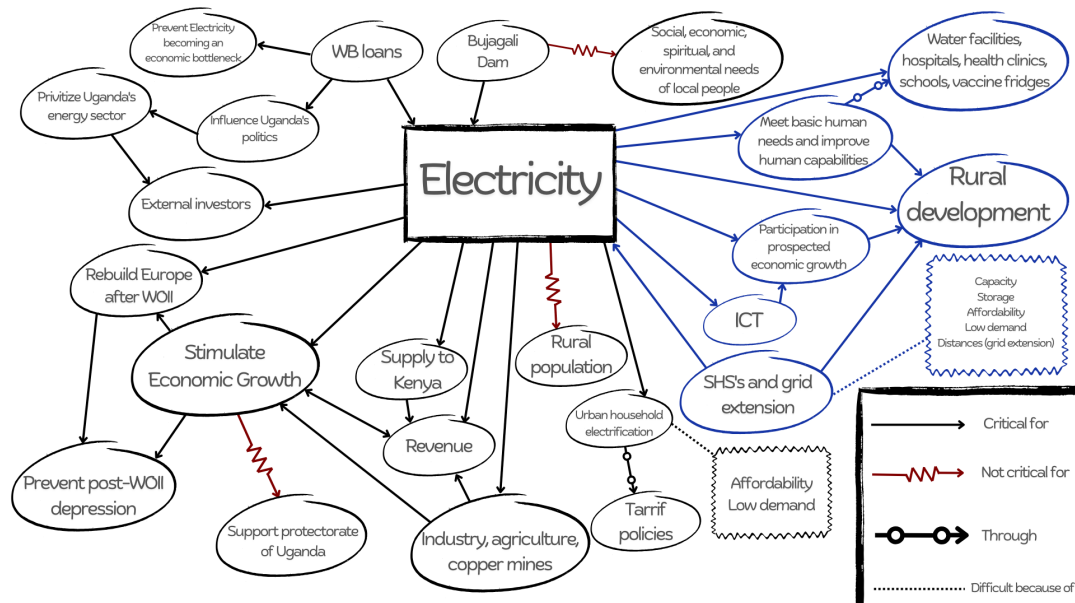 Prevent Electricity
becoming an
economic bottleneck
WB loans
Bujagali
Dam
Social, economic,
spiritual, and
environmental needs
of local people
Water facilities,
hospitals, health clinics,
schools, vaccine fridges
Privitize Uganda's
energy sector
Influence Uganda's
politics
Meet basic human
needs and improve
human capabilities
Electricity
External investors
Rural
development
Participation in
prospected
economic growth
Rebuild Europe
after WOII
ICT
Capacity
Storage
Affordability
Low demand
Distances (grid extension)
Stimulate
Economic Growth
Supply to
Kenya
Rural
population
SHS's and grid
extension
Urban household
electrification
Revenue
Prevent post-WOII
depression
Support protectorate
of Uganda
Industry, agriculture,
copper mines
Tarrif
policies
Affordability
Low demand
Critical for
Not critical for
Through
Difficult because of